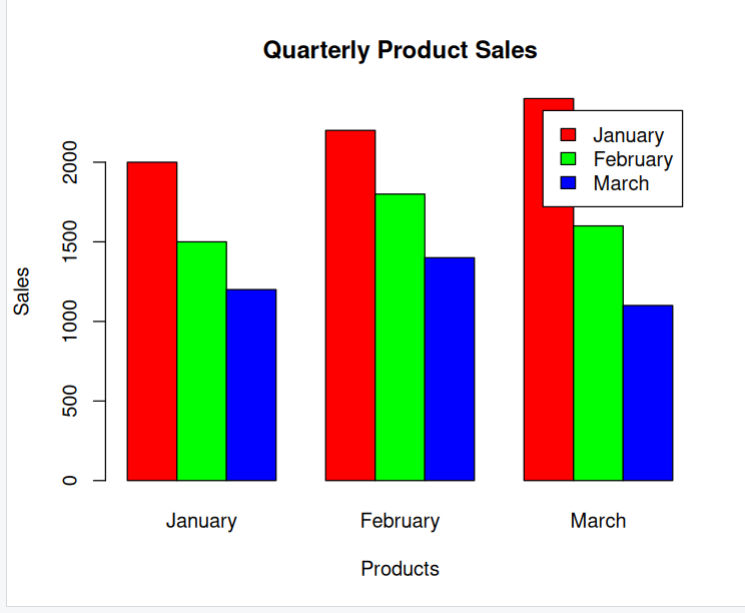 Quarterly Product Sales
January
February
March
2000
1500
1000
500
0
Sales
January February March
Products